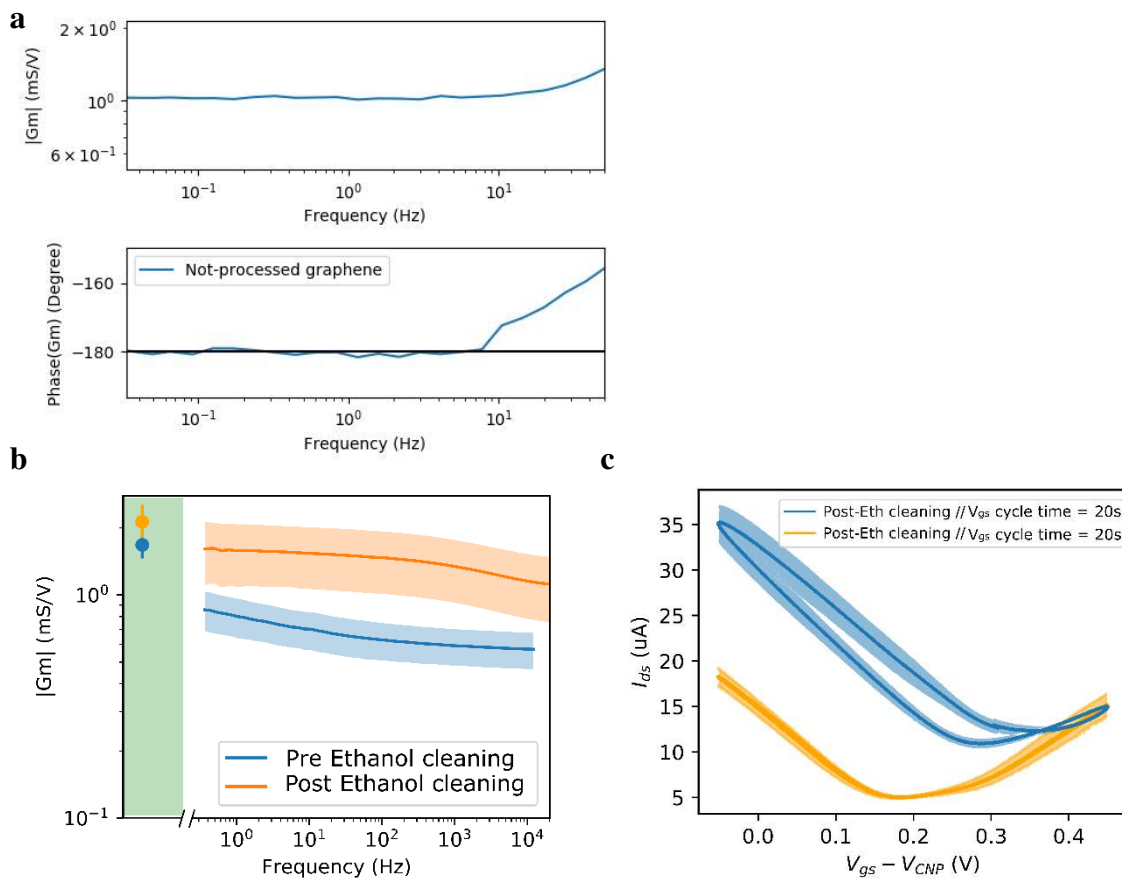 a
2 × 10⁰
10⁰
6 × 10⁻¹
|Gm| (mS/V)
10⁻¹ 10⁰ 10¹
Frequency (Hz)
Not-processed graphene
−160
−180
Phase(Gm) (Degree)
10⁻¹ 10⁰ 10¹
Frequency (Hz)
b
10⁰
10⁻¹
|Gm| (mS/V)
Pre Ethanol cleaning
Post Ethanol cleaning
10⁰ 10¹ 10² 10³ 10⁴
Frequency (Hz)
c
Post-Eth cleaning // V_gs cycle time = 20s
Post-Eth cleaning // V_gs cycle time = 20s
35
30
25
20
15
10
5
I_ds (uA)
0.0 0.1 0.2 0.3 0.4
V_gs − V_CNP (V)